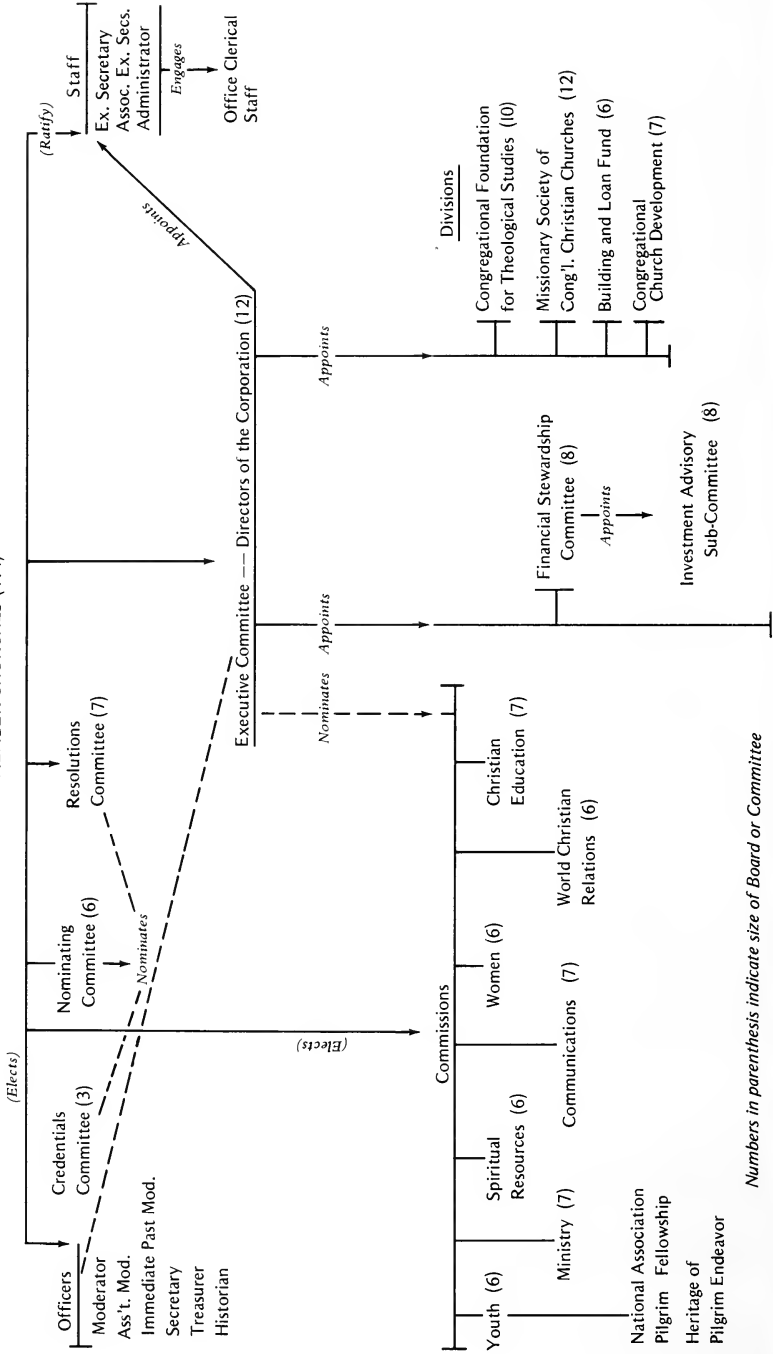 (Elects)
(Ratify)
Officers
Moderator
Ass't. Mod.
Immediate Past Mod.
Secretary
Treasurer
Historian
Credentials
Committee (3)
Nominating
Committee (6)
Nominates
Resolutions
Committee (7)
Staff
Ex. Secretary
Assoc. Ex. Secs.
Administrator
Engages
Office Clerical
Staff
Appoints
Executive Committee — Directors of the Corporation (12)
(Elects)
Nominates
Appoints
Appoints
Commissions
Youth (6)
National Association
Pilgrim Fellowship
Heritage of
Pilgrim Endeavor
Ministry (7)
Spiritual
Resources (6)
Communications (7)
Women (6)
World Christian
Relations (6)
Christian
Education (7)
Financial Stewardship
Committee (8)
Appoints
Investment Advisory
Sub-Committee (8)
Divisions
Congregational Foundation
for Theological Studies (10)
Missionary Society of
Cong'l. Christian Churches (12)
Building and Loan Fund (6)
Congregational
Church Development (7)
Numbers in parenthesis indicate size of Board or Committee